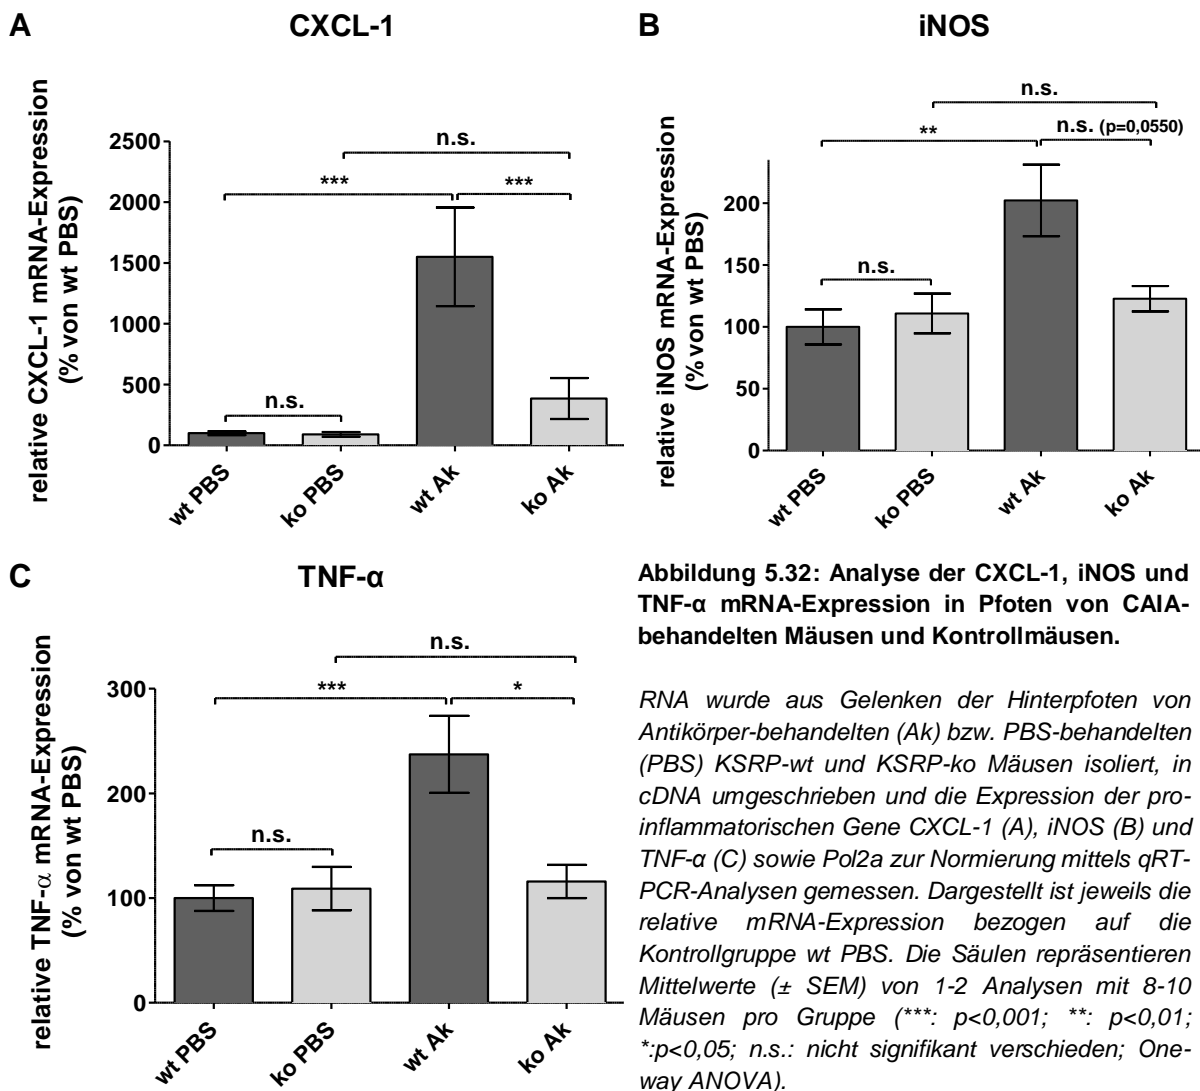 A
CXCL-1
relative CXCL-1 mRNA-Expression
(% von wt PBS)
2500
2000
1500
1000
500
0
n.s.
***
***
n.s.
wt PBS
ko PBS
wt Ak
ko Ak
B
iNOS
relative iNOS mRNA-Expression
(% von wt PBS)
200
150
100
50
0
n.s.
**
n.s. (p=0,0550)
n.s.
wt PBS
ko PBS
wt Ak
ko Ak
C
TNF-α
relative TNF-α mRNA-Expression
(% von wt PBS)
300
200
100
0
n.s.
***
*
n.s.
wt PBS
ko PBS
wt Ak
ko Ak
Abbildung 5.32: Analyse der CXCL-1, iNOS und
TNF-α mRNA-Expression in Pfoten von CAIA-
behandelten Mäusen und Kontrollmäusen.
RNA wurde aus Gelenken der Hinterpfoten von
Antikörper-behandelten (Ak) bzw. PBS-behandelten
(PBS) KSRP-wt und KSRP-ko Mäusen isoliert, in
cDNA umgeschrieben und die Expression der pro-
inflammatorischen Gene CXCL-1 (A), iNOS (B) und
TNF-α (C) sowie Pol2a zur Normierung mittels qRT-
PCR-Analysen gemessen. Dargestellt ist jeweils die
relative mRNA-Expression bezogen auf die
Kontrollgruppe wt PBS. Die Säulen repräsentieren
Mittelwerte (± SEM) von 1-2 Analysen mit 8-10
Mäusen pro Gruppe (***: p<0,001; **: p<0,01;
*:p<0,05; n.s.: nicht signifikant verschieden; One-
way ANOVA).